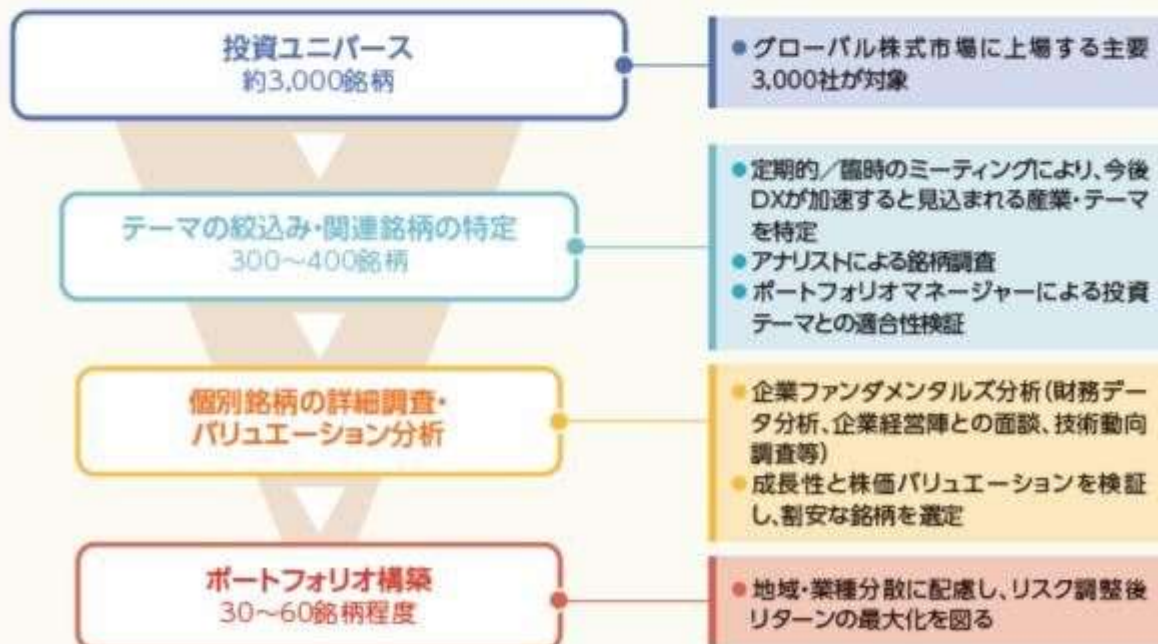 投資ユニバース
約3,000銘柄
●グローバル株式市場に上場する主要
3,000社が対象
テーマの絞込み・関連銘柄の特定
300～400銘柄
●定期的／臨時のミーティングにより、今後
DXが加速すると見込まれる産業・テーマ
を特定
●アナリストによる銘柄調査
●ポートフォリオマネージャーによる投資
テーマとの適合性検証
個別銘柄の詳細調査・
バリュエーション分析
●企業ファンダメンタルズ分析(財務デー
タ分析、企業経営陣との面談、技術動向
調査等)
●成長性と株価バリュエーションを検証
し、割安な銘柄を選定
ポートフォリオ構築
30～60銘柄程度
●地域・業種分散に配慮し、リスク調整後
リターンの最大化を図る